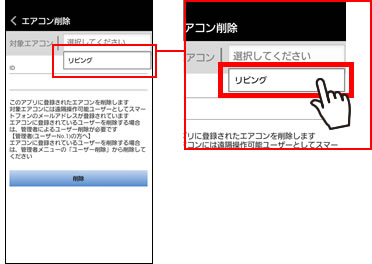 エアコン削除
対象エアコン 選択してください
リビング
ID
このアプリに登録されたエアコンを削除します
対象エアコンには遠隔操作可能ユーザーとしてスマー
トフォンのメールアドレスが登録されています
エアコンに登録されているユーザーを削除する場合
は、管理者によるユーザー削除が必要です
【管理者(ユーザーNo.1)の方へ】
エアコンに登録されているユーザーを削除する場合
は、管理者メニューの「ユーザー削除」から削除して
ください
削除
アコン削除
アコン 選択してください
リビング
プリに登録されたエアコンを削除します
コンには遠隔操作可能ユーザーとしてスマー